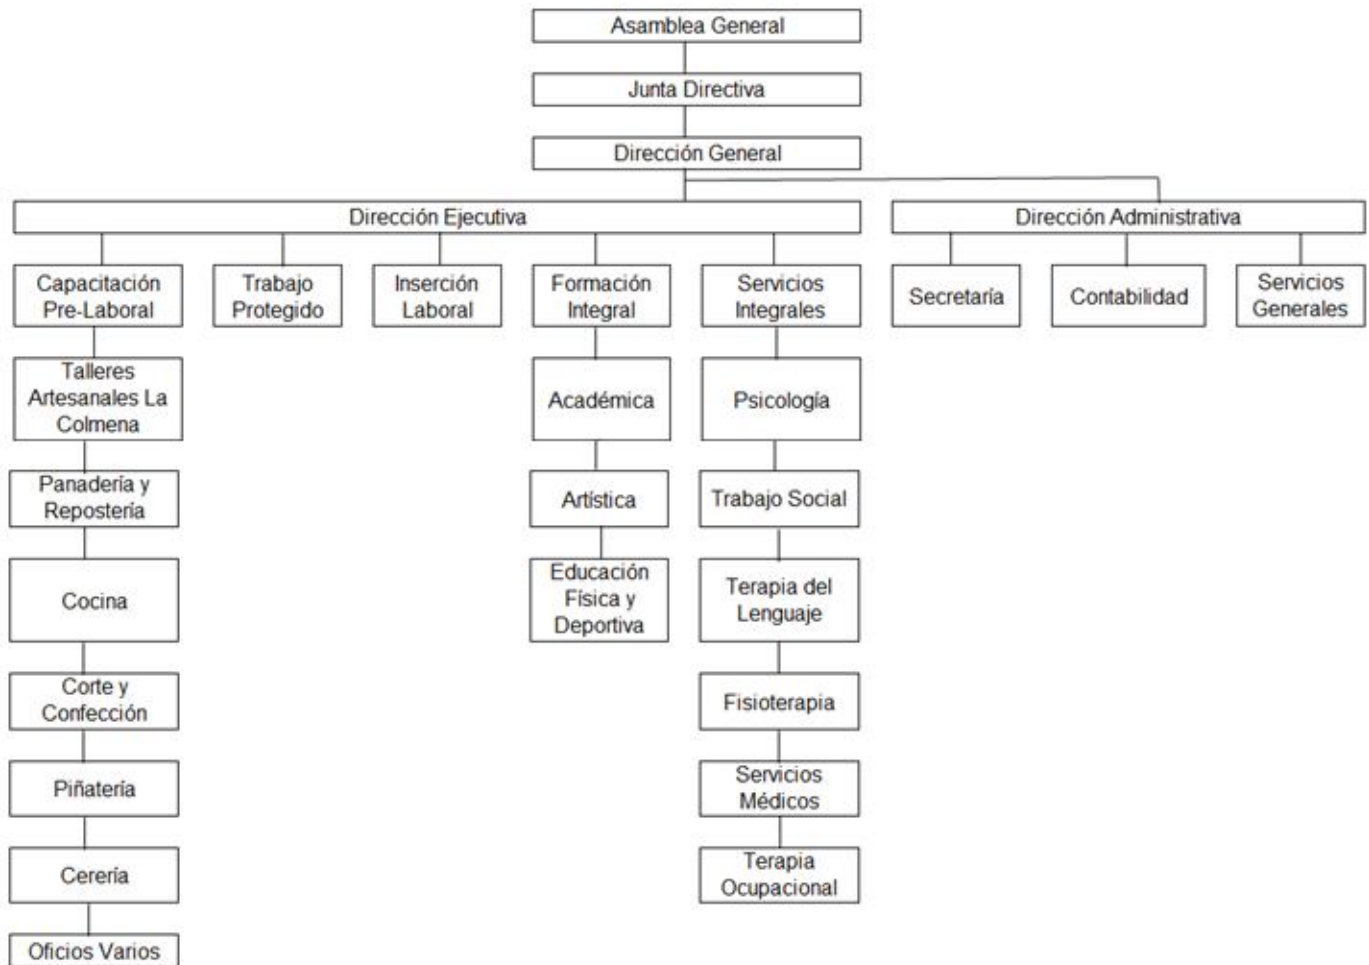 Asamblea General
Junta Directiva
Dirección General
Dirección Ejecutiva
Dirección Administrativa
Capacitación
Pre-Laboral
Trabajo
Protegido
Inserción
Laboral
Formación
Integral
Servicios
Integrales
Secretaría
Contabilidad
Servicios
Generales
Talleres
Artesanales La
Colmena
Académica
Psicología
Panadería y
Repostería
Artística
Trabajo Social
Cocina
Educación
Física y
Deportiva
Terapia del
Lenguaje
Corte y
Confección
Fisioterapia
Piñatería
Servicios
Médicos
Cerería
Terapia
Ocupacional
Oficios Varios